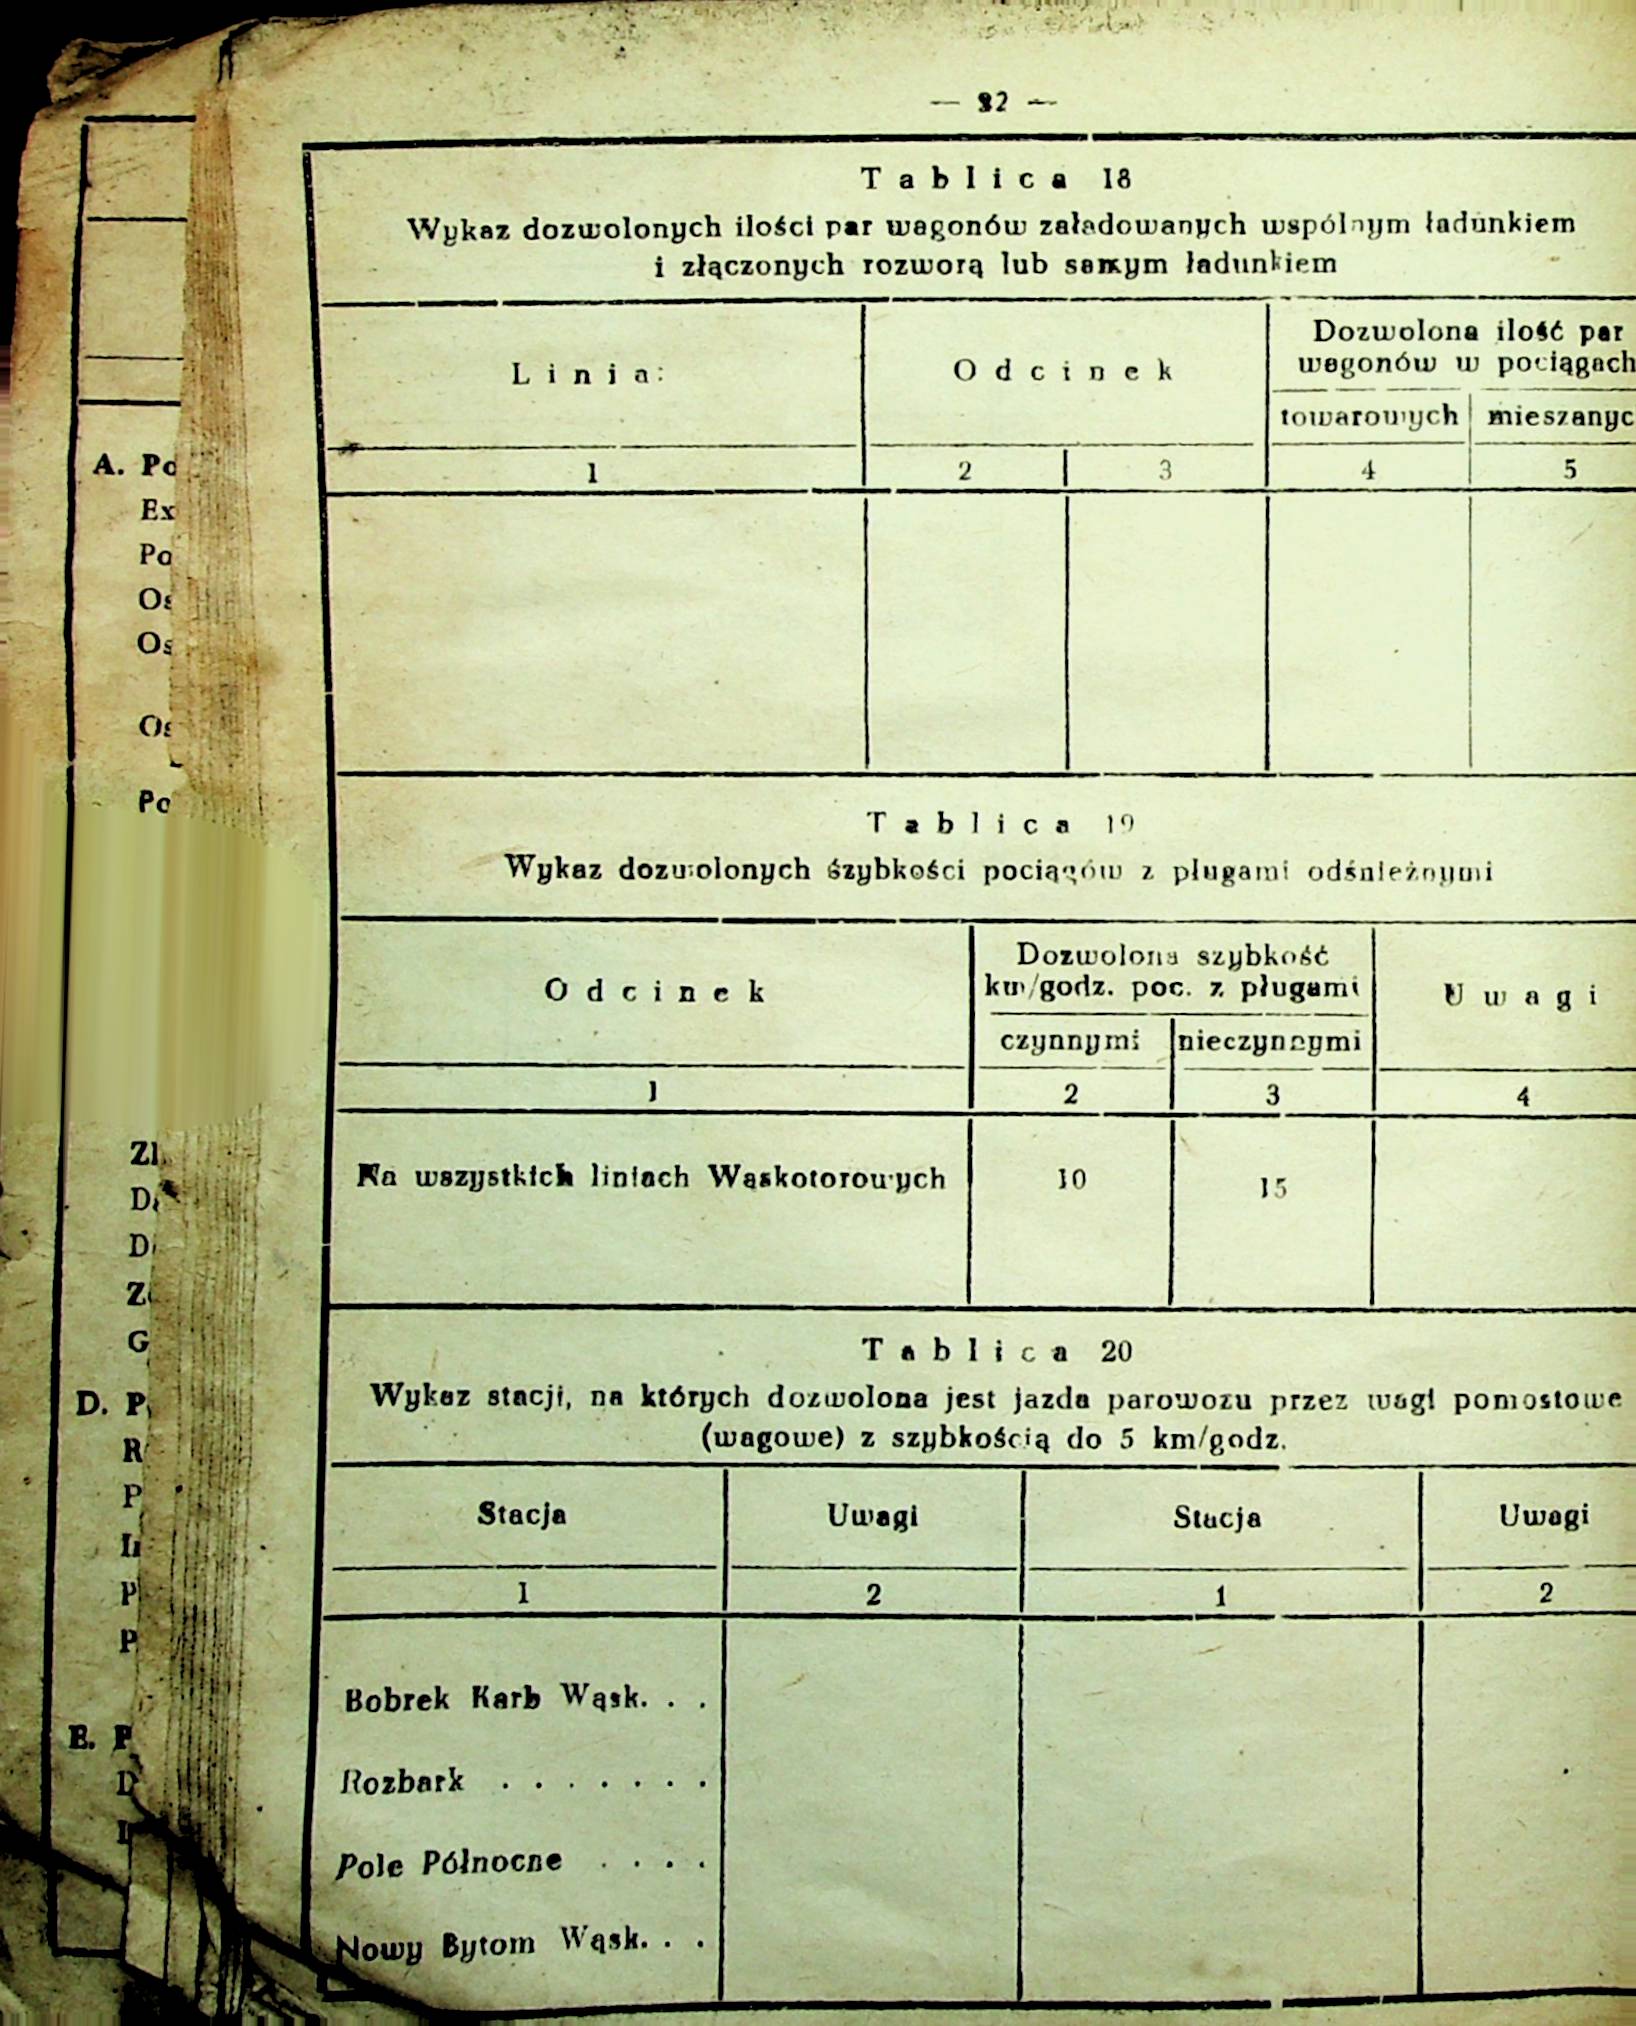 A. Po
Ex
Po
Os
Os
Os
Po
Zl
D
D
Z
G
D. P
R
P
P
P
E. P
D
— 32 —
Tablica 18
Wykaz dozwolonych ilości par wagonów załadowanych wspólnym ładunkiem
i złączonych rozworą lub samym ładunkiem
Linia: Odcinek Dozwolona ilość par
wagonów w pociągach
towarowych mieszanyc
1 2 3 4 5
Tablica 19
Wykaz dozwolonych szybkości pociągów z pługami odśnieżnymi
Odcinek Dozwolona szybkość
km/godz. poc. z pługami Uwagi
czynnymi nieczynnymi
1 2 3 4
Na wszystkich liniach Wąskotorowych 10 15
Tablica 20
Wykaz stacji, na których dozwolona jest jazda parowozu przez wagi pomostowe
(wagowe) z szybkością do 5 km/godz.
Stacja Uwagi Stacja Uwagi
1 2 1 2
Bobrek Karb Wąsk. . .
Rozbark . . . . . . .
Pole Północne . . . .
Nowy Bytom Wąsk. . .